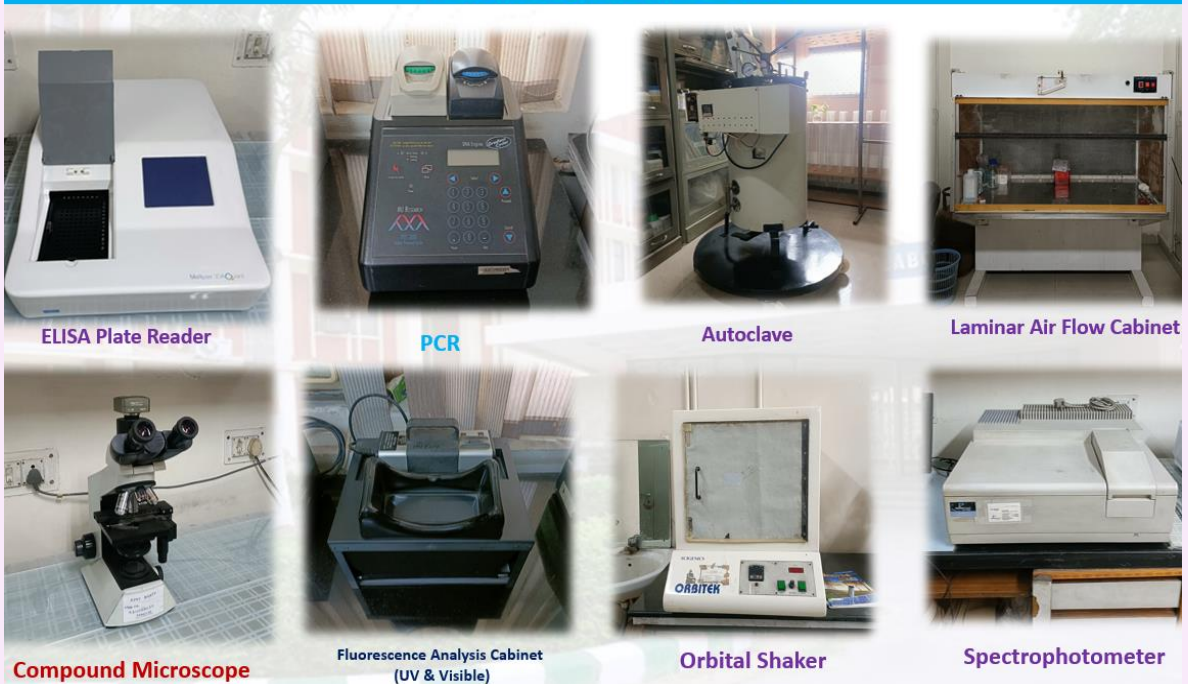 ELISA Plate Reader
PCR
Autoclave
Laminar Air Flow Cabinet
Compound Microscope
Fluorescence Analysis Cabinet
(UV & Visible)
ORBITEK
Orbital Shaker
Spectrophotometer